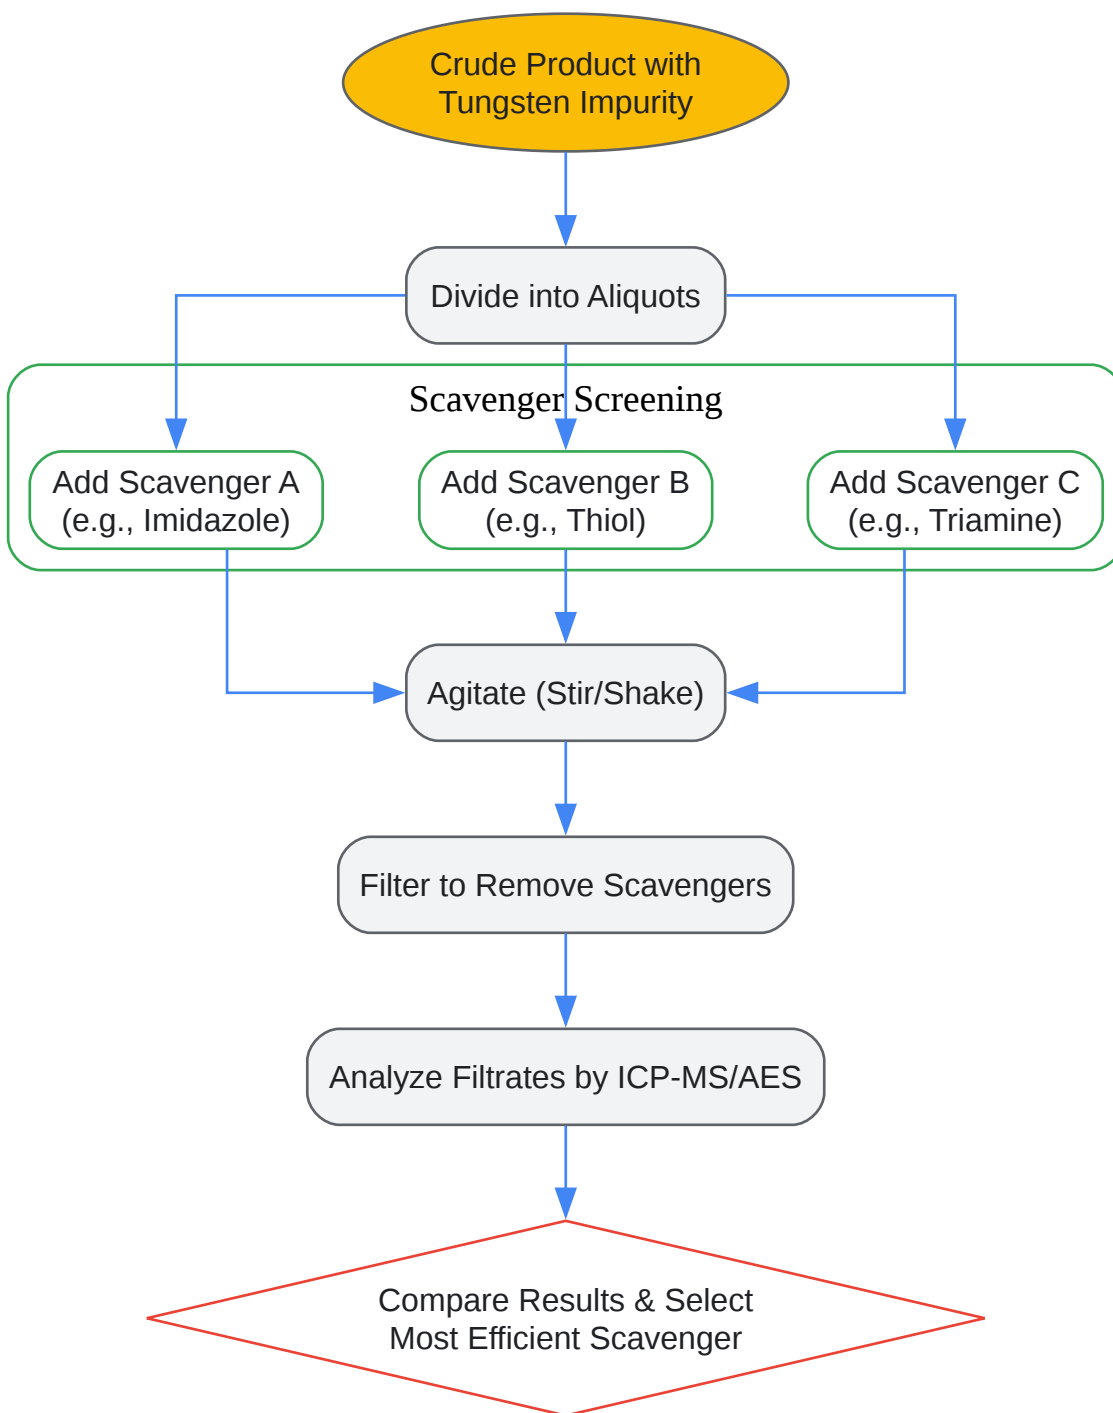 Crude Product with
Tungsten Impurity
Divide into Aliquots
Scavenger Screening
Add Scavenger A
(e.g., Imidazole)
Add Scavenger B
(e.g., Thiol)
Add Scavenger C
(e.g., Triamine)
Agitate (Stir/Shake)
Filter to Remove Scavengers
Analyze Filtrates by ICP-MS/AES
Compare Results & Select
Most Efficient Scavenger